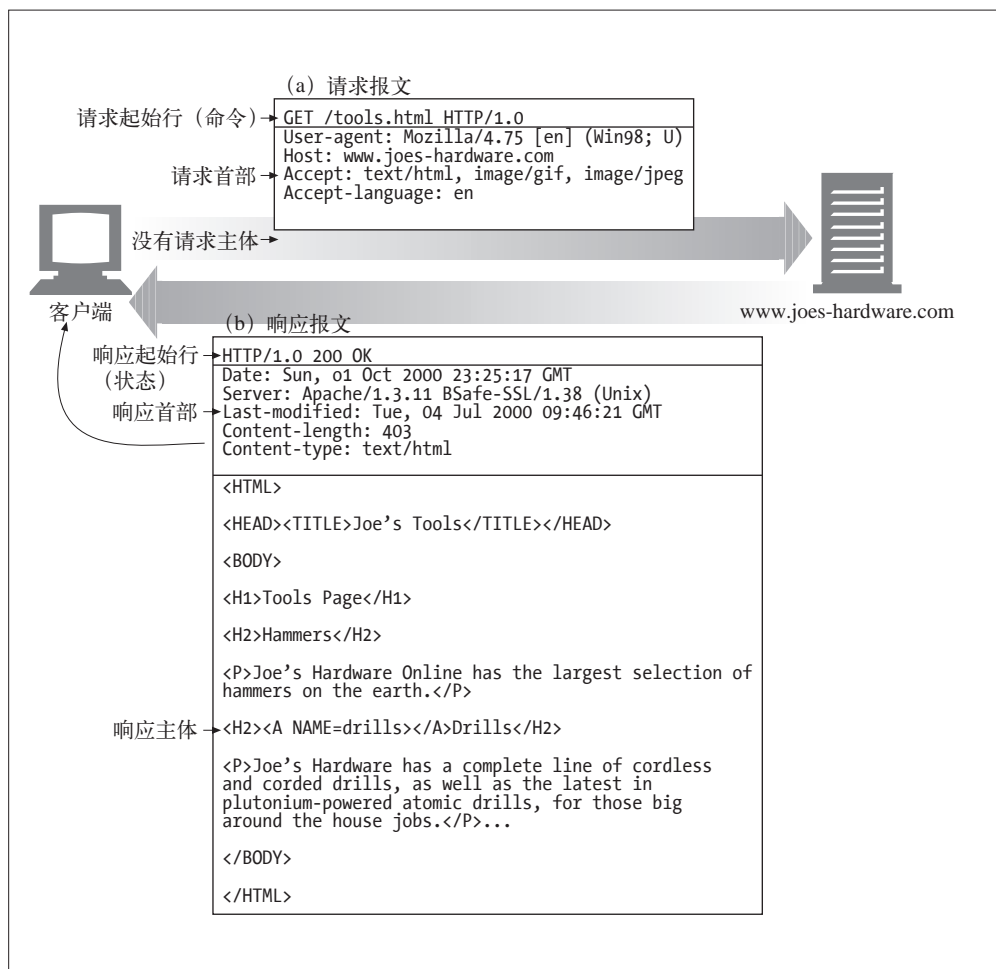 （a）请求报文
请求起始行（命令）
GET /tools.html HTTP/1.0
User-agent: Mozilla/4.75 [en] (Win98; U)
Host: www.joes-hardware.com
请求首部
Accept: text/html, image/gif, image/jpeg
Accept-language: en
没有请求主体
客户端
www.joes-hardware.com
（b）响应报文
响应起始行
（状态）
HTTP/1.0 200 OK
Date: Sun, o1 Oct 2000 23:25:17 GMT
Server: Apache/1.3.11 BSafe-SSL/1.38 (Unix)
响应首部
Last-modified: Tue, 04 Jul 2000 09:46:21 GMT
Content-length: 403
Content-type: text/html
<HTML>
<HEAD><TITLE>Joe’s Tools</TITLE></HEAD>
<BODY>
<H1>Tools Page</H1>
<H2>Hammers</H2>
<P>Joe’s Hardware Online has the largest selection of
hammers on the earth.</P>
响应主体
<H2><A NAME=drills></A>Drills</H2>
<P>Joe’s Hardware has a complete line of cordless
and corded drills, as well as the latest in
plutonium-powered atomic drills, for those big
around the house jobs.</P>...
</BODY>
</HTML>